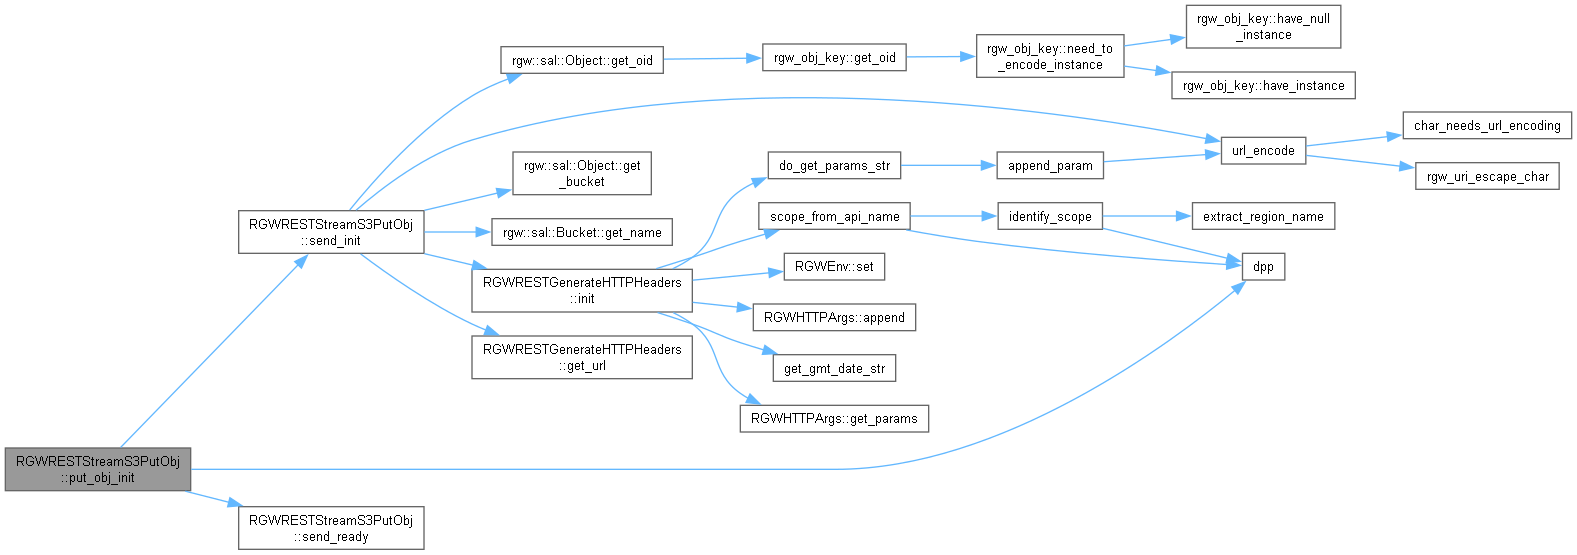 RGWRESTStreamS3PutObj
::put_obj_init
RGWRESTStreamS3PutObj
::send_init
rgw::sal::Object::get_oid
rgw_obj_key::get_oid
rgw_obj_key::need_to
_encode_instance
rgw_obj_key::have_null
_instance
rgw_obj_key::have_instance
rgw::sal::Object::get
_bucket
rgw::sal::Bucket::get_name
RGWRESTGenerateHTTPHeaders
::init
do_get_params_str
append_param
url_encode
char_needs_url_encoding
rgw_uri_escape_char
scope_from_api_name
identify_scope
extract_region_name
dpp
RGWEnv::set
RGWHTTPArgs::append
get_gmt_date_str
RGWHTTPArgs::get_params
RGWRESTGenerateHTTPHeaders
::get_url
RGWRESTStreamS3PutObj
::send_ready